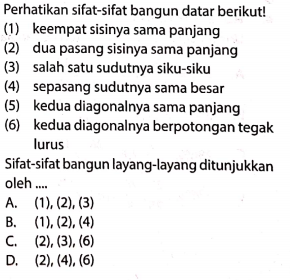 Perhatikan sifat-sifat bangun datar berikut!
(1) keempat sisinya sama panjang
(2) dua pasang sisinya sama panjang
(3) salah satu sudutnya siku-siku
(4) sepasang sudutnya sama besar
(5) kedua diagonalnya sama panjang
(6) kedua diagonalnya berpotongan tegak
lurus
Sifat-sifat bangun layang-layang ditunjukkan
oleh ....
A. (1), (2), (3)
B. (1), (2), (4)
C. (2), (3), (6)
D. (2), (4), (6)